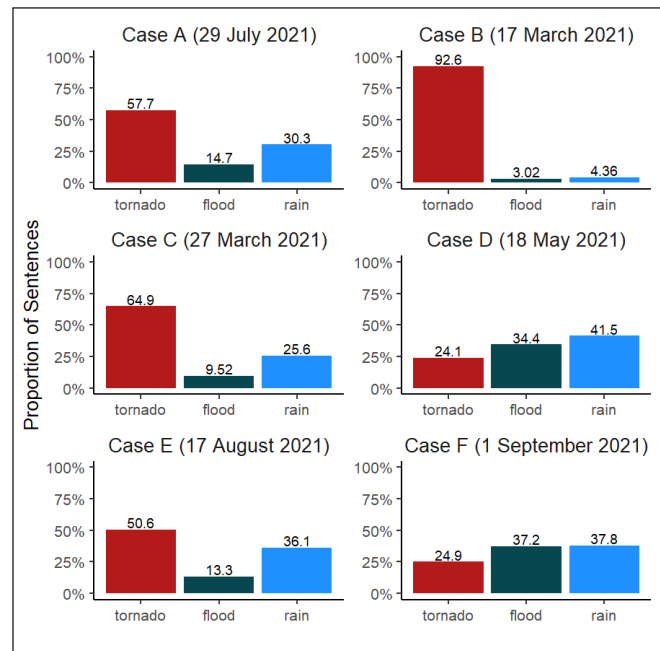 Case A (29 July 2021)
Case B (17 March 2021)
100%
75%
50%
25%
0%
57.7
14.7
30.3
tornado
flood
rain
100%
75%
50%
25%
0%
92.6
3.02
4.36
tornado
flood
rain
Case C (27 March 2021)
Case D (18 May 2021)
100%
75%
50%
25%
0%
64.9
9.52
25.6
tornado
flood
rain
100%
75%
50%
25%
0%
24.1
34.4
41.5
tornado
flood
rain
Case E (17 August 2021)
Case F (1 September 2021)
100%
75%
50%
25%
0%
50.6
13.3
36.1
tornado
flood
rain
100%
75%
50%
25%
0%
24.9
37.2
37.8
tornado
flood
rain
Proportion of Sentences